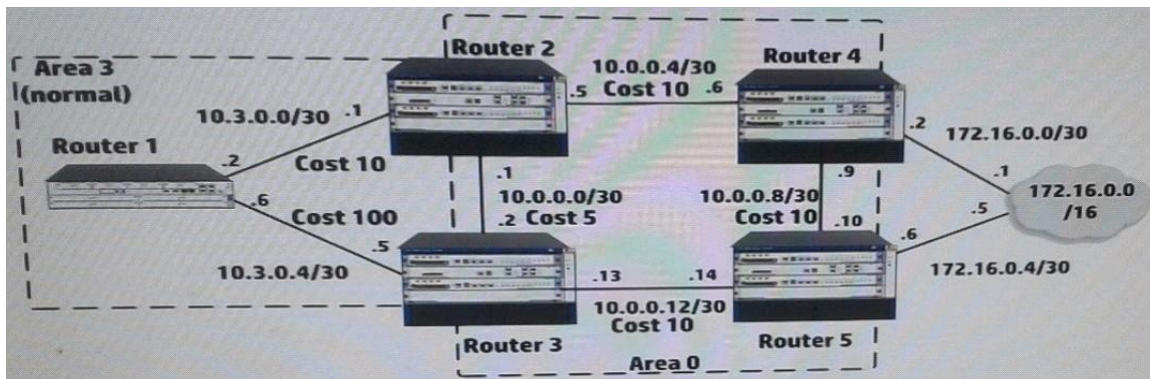 Area 3
(normal)
Router 1
10.3.0.0/30
.1
.2
Cost 10
.6
Cost 100
.5
10.3.0.4/30
Router 2
.5
10.0.0.4/30
Cost 10
.6
Router 4
.1
10.0.0.0/30
.2
Cost 5
.9
10.0.0.8/30
Cost 10
.10
.2
172.16.0.0/30
.1
172.16.0.0
/16
.5
.6
172.16.0.4/30
.13
.14
10.0.0.12/30
Cost 10
Router 3
Router 5
Area 0